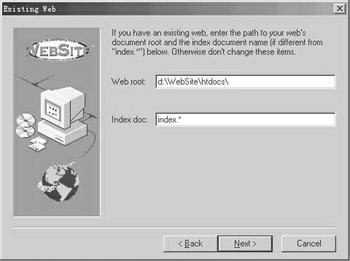 Existing Web
WEBSIT
If you have an existing web, enter the path to your web's
document root and the index document name (if different from
"index.*") below. Otherwise don't change these items.
Web root:
d:\WebSite\htdocs\
Index doc:
index.*
< Back
Next >
Cancel